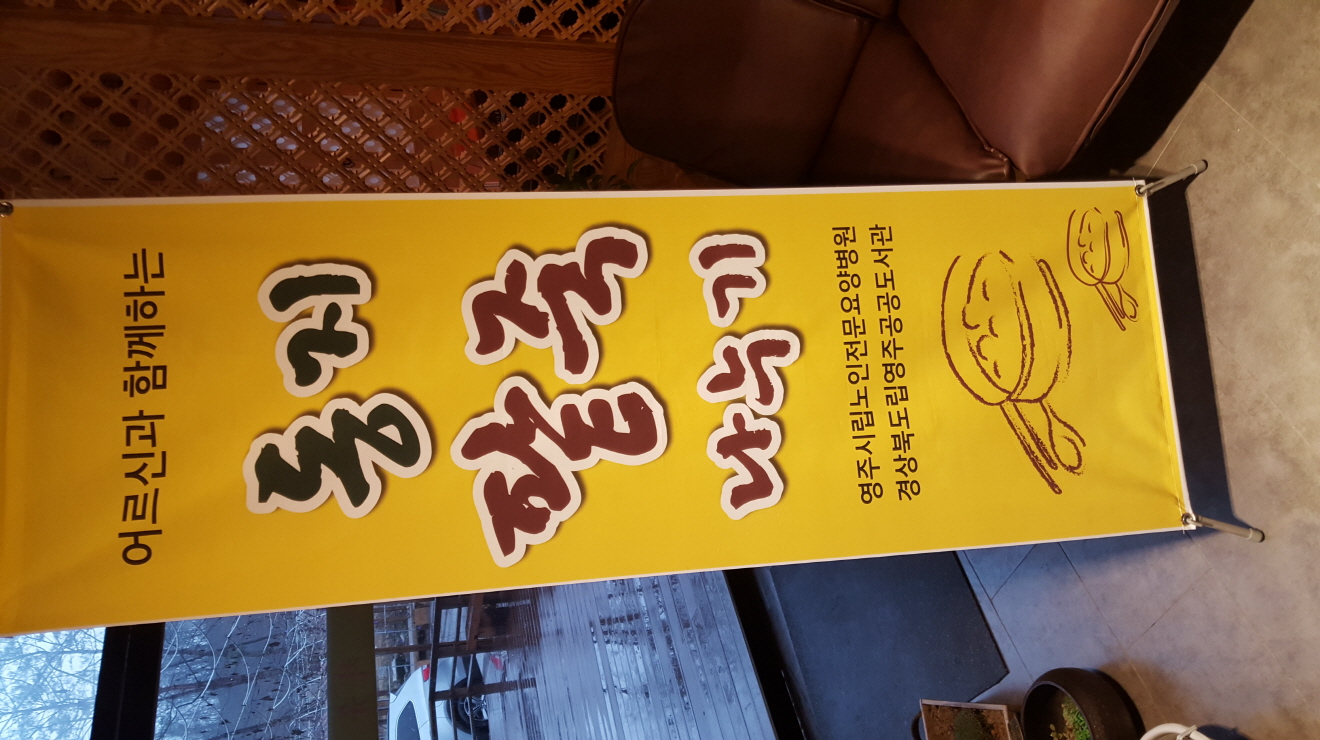 어르신과 함께하는
동지
팥죽
나누기
영주시립노인전문요양병원
경상북도립영주공공도서관